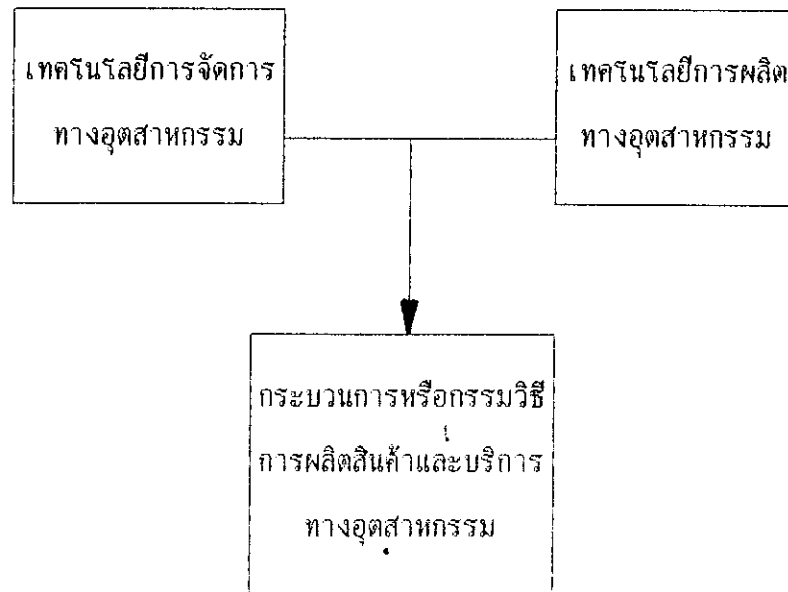 เทคโนโลยีการจัดการ
ทางอุตสาหกรรม
เทคโนโลยีการผลิต
ทางอุตสาหกรรม
กระบวนการหรือกรรมวิธี
การผลิตสินค้าและบริการ
ทางอุตสาหกรรม